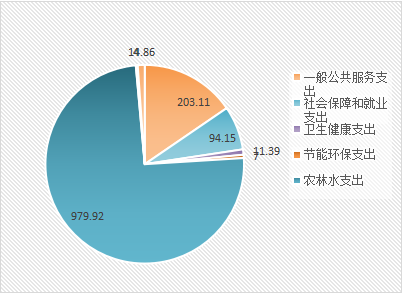 14.86
203.11
94.15
11.39
7
979.92
一般公共服务支
出
社会保障和就业
支出
卫生健康支出
节能环保支出
农林水支出